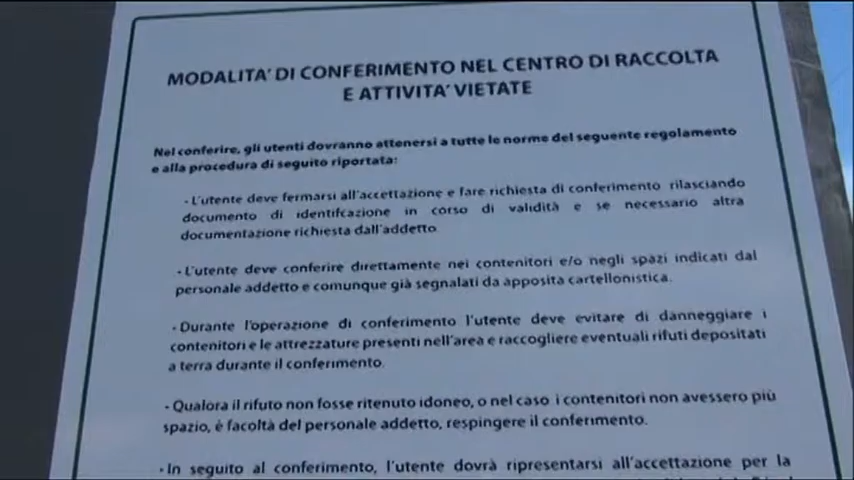 MODALITA' DI CONFERIMENTO NEL CENTRO DI RACCOLTA
E ATTIVITA' VIETATE
Nel conferire, gli utenti dovranno attenersi a tutte le norme del seguente regolamento
e alla procedura di seguito riportata:
- L'utente deve fermarsi all'accettazione e fare richiesta di conferimento rilasciando
documento di identifcazione in corso di validità e se necessario altra
documentazione richiesta dall'addetto.
- L'utente deve conferire direttamente nei contenitori e/o negli spazi indicati dal
personale addetto e comunque già segnalati da apposita cartellonistica.
- Durante l'operazione di conferimento l'utente deve evitare di danneggiare i
contenitori e le attrezzature presenti nell'area e raccogliere eventuali rifiuti depositati
a terra durante il conferimento.
- Qualora il rifuto non fosse ritenuto idoneo, o nel caso i contenitori non avessero più
spazio, è facoltà del personale addetto, respingere il conferimento.
- In seguito al conferimento, l'utente dovrà ripresentarsi all'accettazione per la